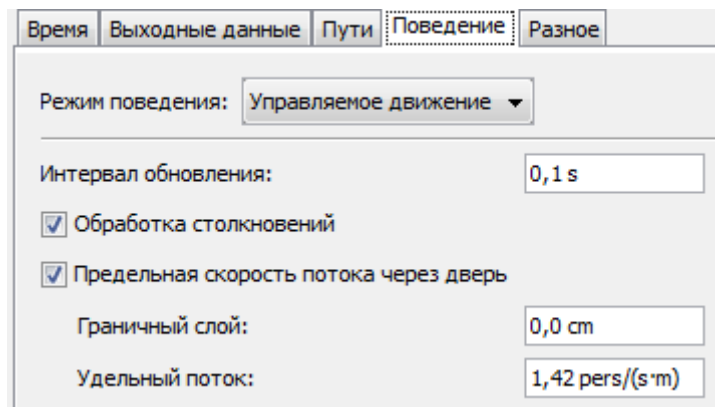 Время Выходные данные Пути Поведение Разное
Режим поведения: Управляемое движение
Интервал обновления: 0,1 s
Обработка столкновений
Предельная скорость потока через дверь
Граничный слой: 0,0 cm
Удельный поток: 1,42 pers/(s·m)